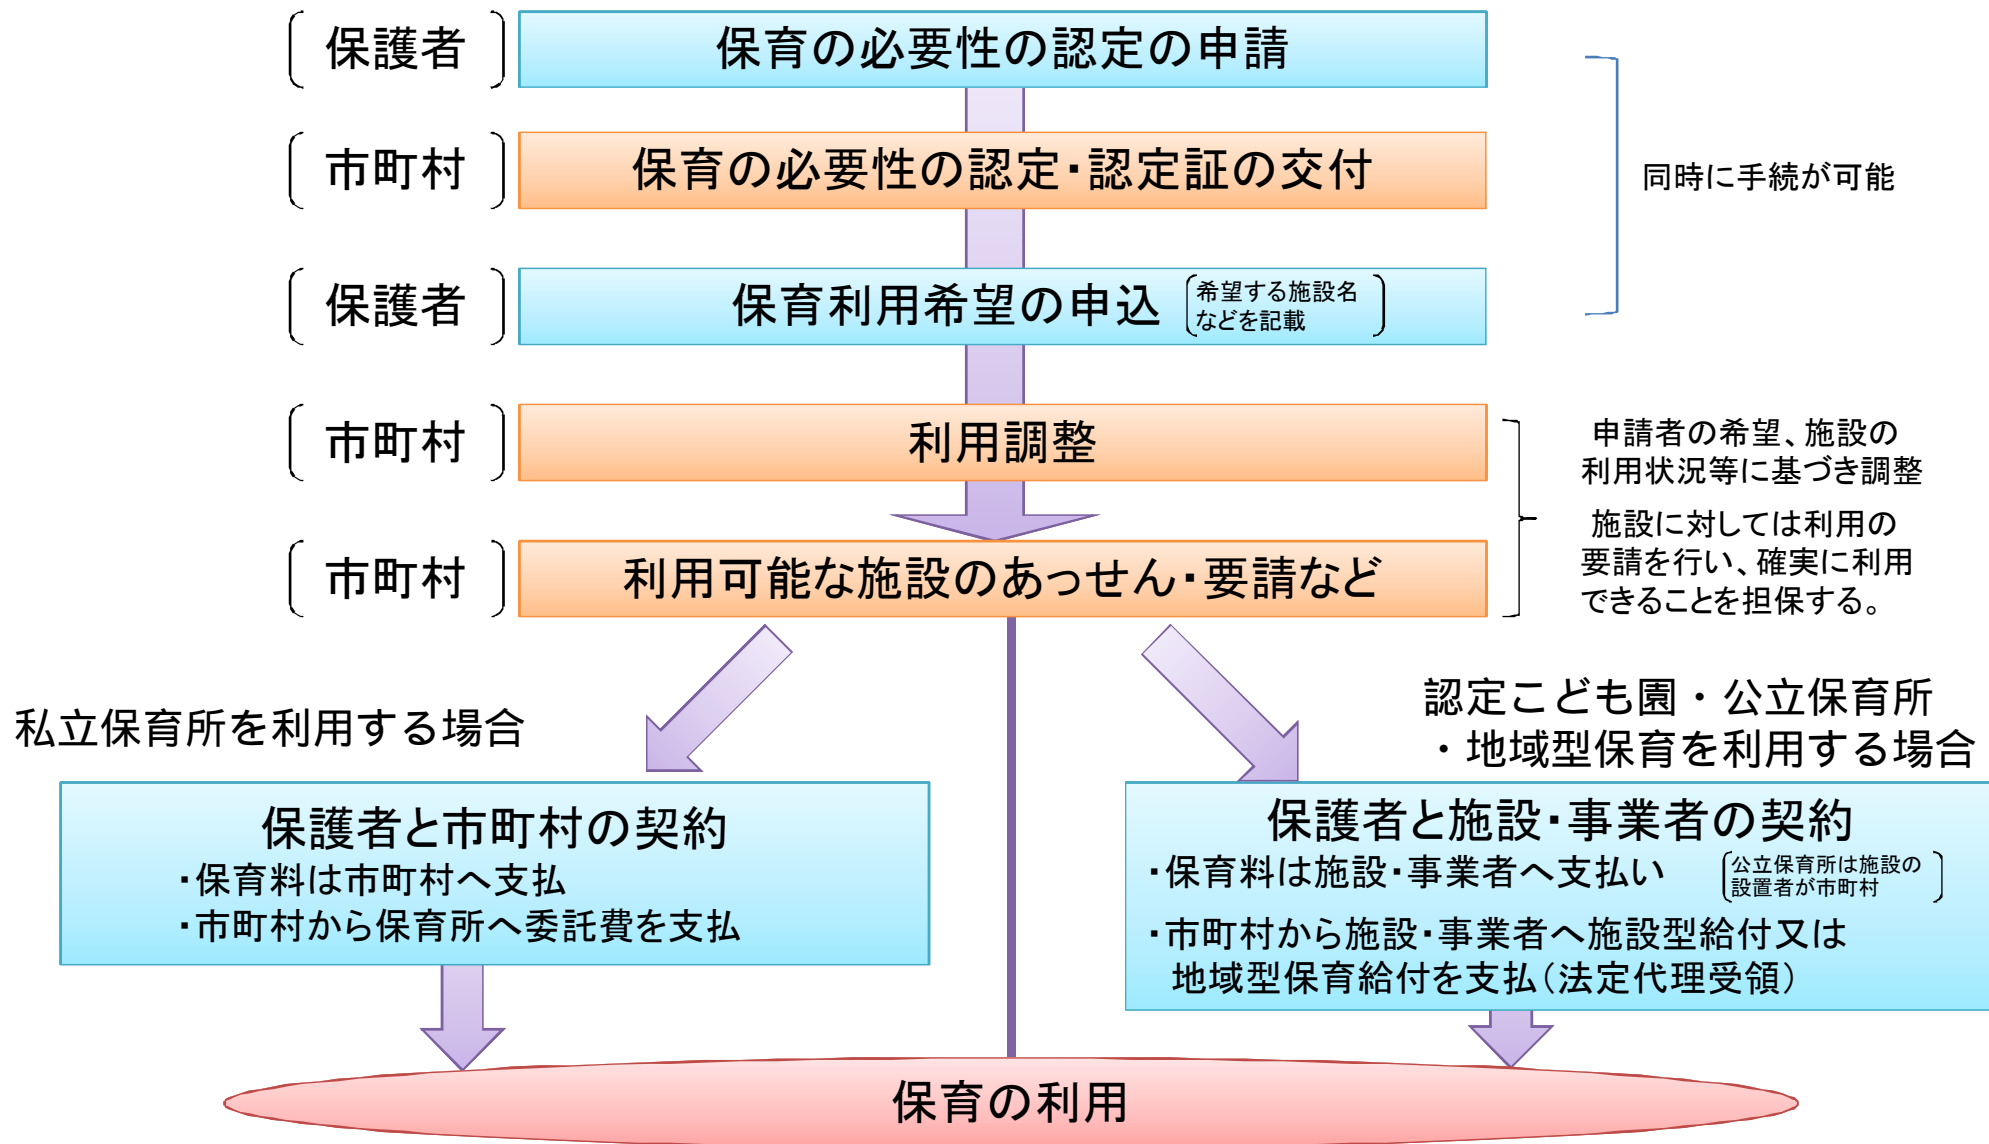 保護者
保育の必要性の認定の申請
市町村
保育の必要性の認定・認定証の交付
同時に手続が可能
保護者
保育利用希望の申込
希望する施設名
などを記載
市町村
利用調整
申請者の希望、施設の
利用状況等に基づき調整
市町村
利用可能な施設のあっせん・要請など
施設に対しては利用の
要請を行い、確実に利用
できることを担保する。
私立保育所を利用する場合
保護者と市町村の契約
・保育料は市町村へ支払
・市町村から保育所へ委託費を支払
認定こども園・公立保育所
・地域型保育を利用する場合
保護者と施設・事業者の契約
・保育料は施設・事業者へ支払い
公立保育所は施設の
設置者が市町村
・市町村から施設・事業者へ施設型給付又は
地域型保育給付を支払(法定代理受領)
保育の利用